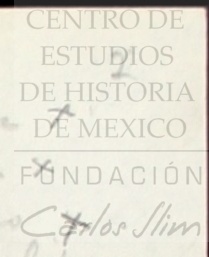 CENTRO DE
ESTUDIOS
DE HISTORIA
DE MEXICO
FUNDACIÓN
Carlos Slim